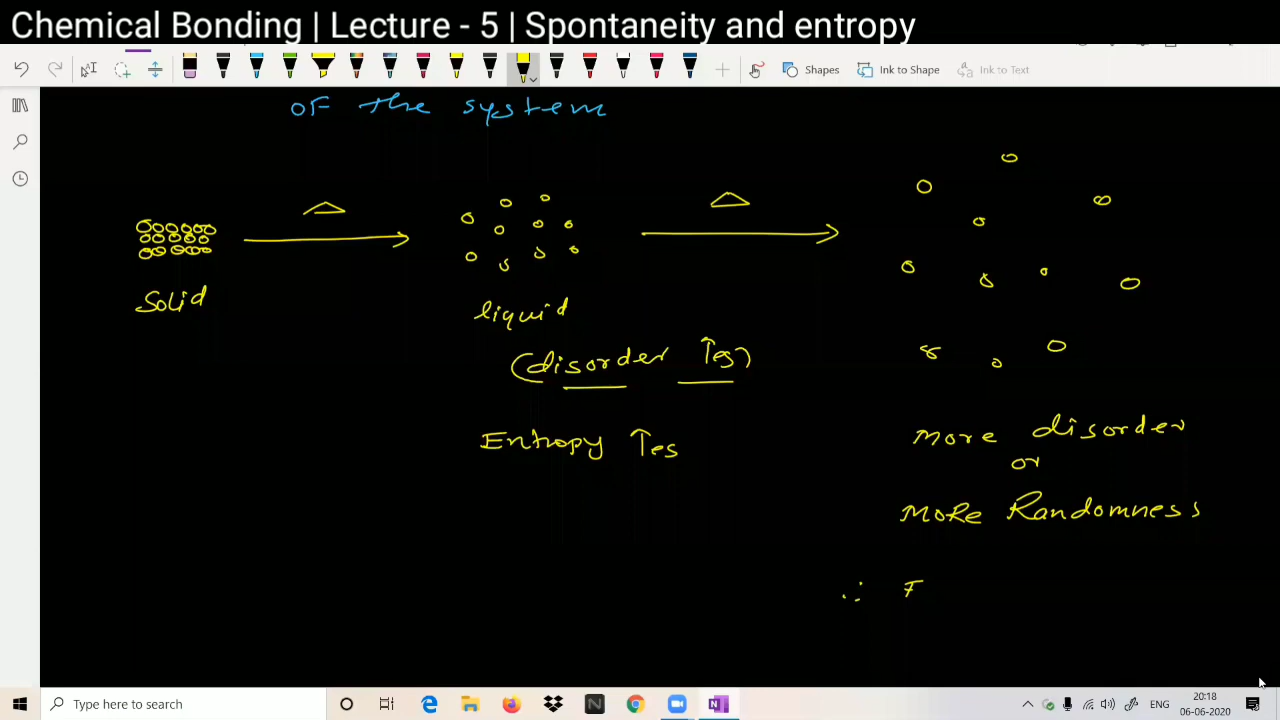 Chemical Bonding | Lecture - 5 | Spontaneity and entropy
Shapes
Ink to Shape
Ink to Text
of the system
Solid
liquid
(disorder ↑es)
Entropy ↑es
More disorder
or
More Randomness
∴
Type here to search
ENG
20:18
06-06-2020